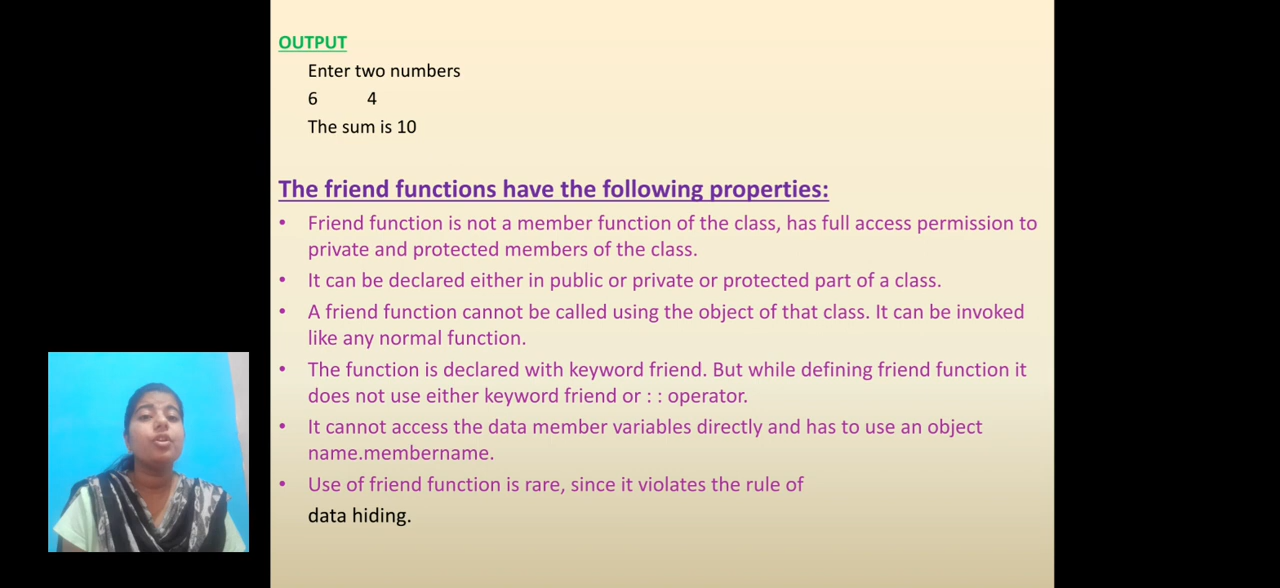 OUTPUT
Enter two numbers
6 4
The sum is 10
The friend functions have the following properties:
• Friend function is not a member function of the class, has full access permission to
private and protected members of the class.
• It can be declared either in public or private or protected part of a class.
• A friend function cannot be called using the object of that class. It can be invoked
like any normal function.
• The function is declared with keyword friend. But while defining friend function it
does not use either keyword friend or : : operator.
• It cannot access the data member variables directly and has to use an object
name.membername.
• Use of friend function is rare, since it violates the rule of
data hiding.